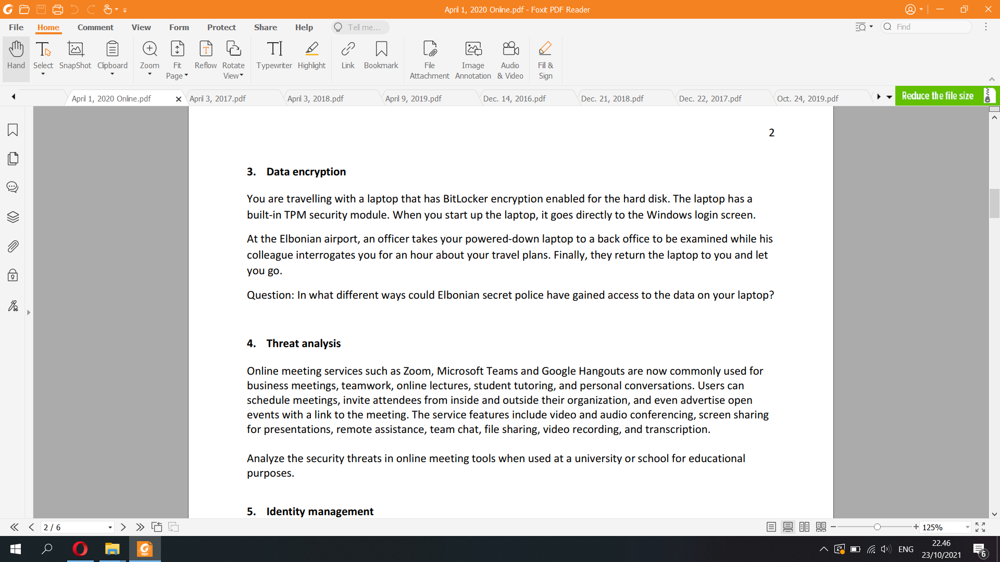 April 1, 2020 Online.pdf - Foxit PDF Reader
File Home Comment View Form Protect Share Help Tell me... Find
Hand Select SnapShot Clipboard Zoom Fit Page Reflow Rotate View Typewriter Highlight Link Bookmark File Attachment Image Annotation Audio & Video Fill & Sign
April 1, 2020 Online.pdf April 3, 2017.pdf April 3, 2018.pdf April 9, 2019.pdf Dec. 14, 2016.pdf Dec. 21, 2018.pdf Dec. 22, 2017.pdf Oct. 24, 2019.pdf Reduce the file size
2
3. Data encryption
You are travelling with a laptop that has BitLocker encryption enabled for the hard disk. The laptop has a
built-in TPM security module. When you start up the laptop, it goes directly to the Windows login screen.
At the Elbonian airport, an officer takes your powered-down laptop to a back office to be examined while his
colleague interrogates you for an hour about your travel plans. Finally, they return the laptop to you and let
you go.
Question: In what different ways could Elbonian secret police have gained access to the data on your laptop?
4. Threat analysis
Online meeting services such as Zoom, Microsoft Teams and Google Hangouts are now commonly used for
business meetings, teamwork, online lectures, student tutoring, and personal conversations. Users can
schedule meetings, invite attendees from inside and outside their organization, and even advertise open
events with a link to the meeting. The service features include video and audio conferencing, screen sharing
for presentations, remote assistance, team chat, file sharing, video recording, and transcription.
Analyze the security threats in online meeting tools when used at a university or school for educational
purposes.
5. Identity management
2 / 6 125%
ENG 22.46
23/10/2021 6